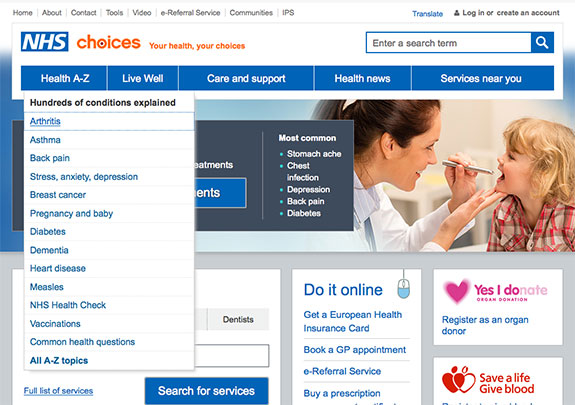 Home About Contact Tools Video e-Referral Service Communities IPS
Translate Log in or create an account
NHS choices Your health, your choices
Enter a search term
Health A-Z Live Well Care and support Health news Services near you
Hundreds of conditions explained
Arthritis
Asthma
Back pain
Stress, anxiety, depression
Breast cancer
Pregnancy and baby
Diabetes
Dementia
Heart disease
Measles
NHS Health Check
Vaccinations
Common health questions
All A-Z topics
Most common
Stomach ache
Chest
infection
Depression
Back pain
Diabetes
Dentists
Full list of services
Search for services
Do it online
Get a European Health
Insurance Card
Book a GP appointment
e-Referral Service
Buy a prescription
Yes I donate
ORGAN DONATION
Register as an organ
donor
Save a life
Give blood